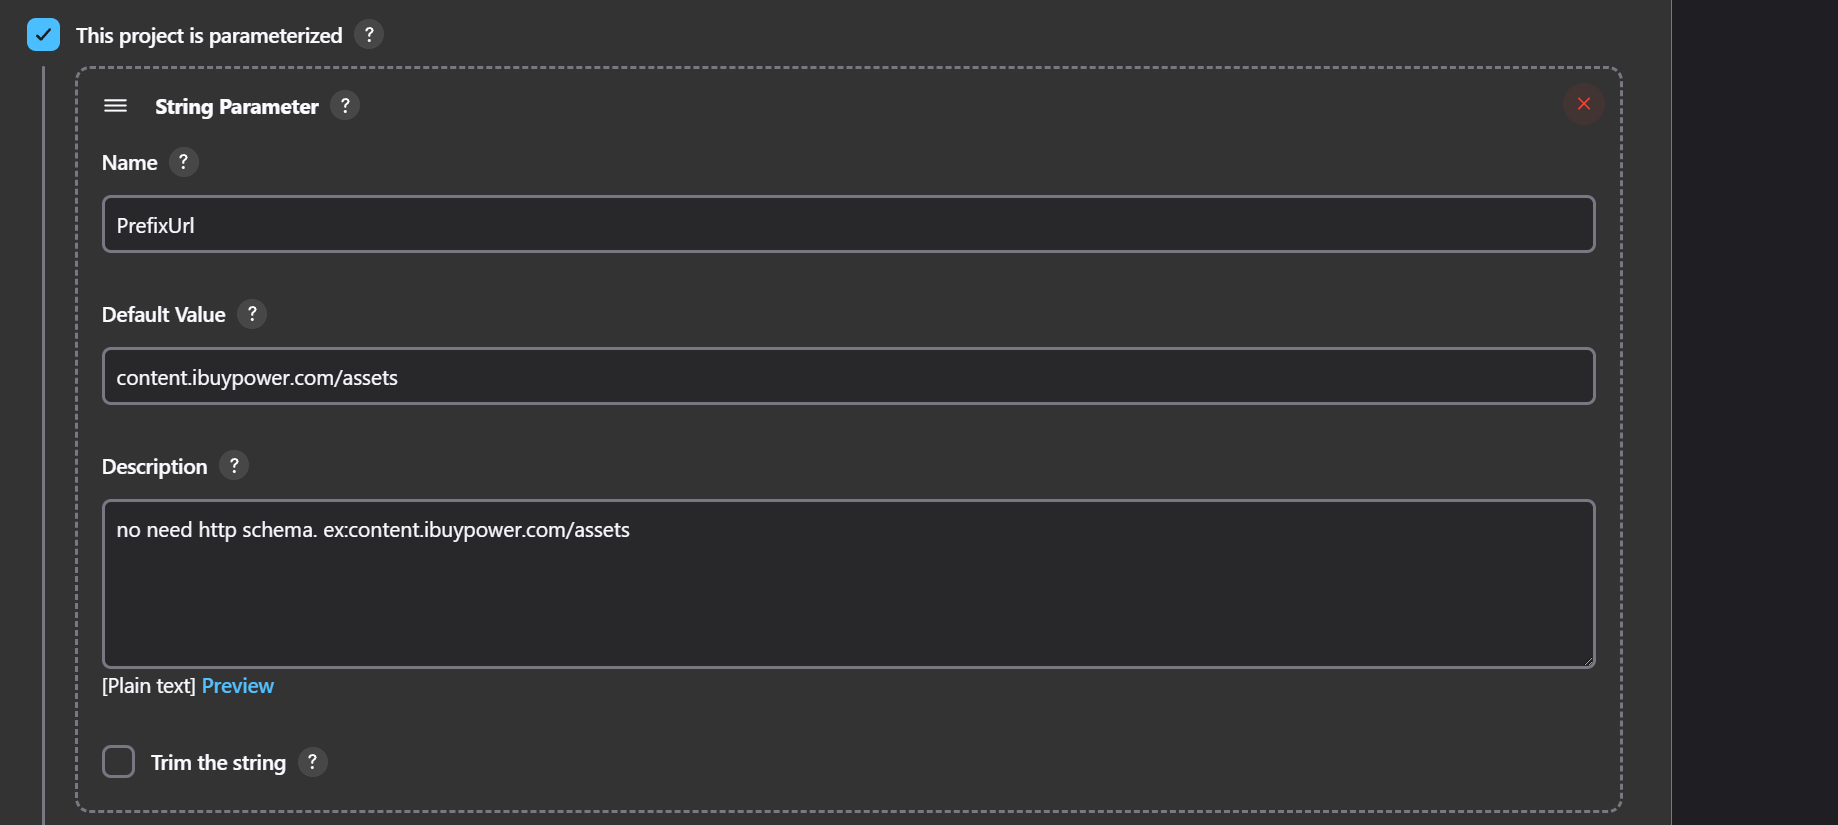 This project is parameterized ?
String Parameter ?
Name ?
PrefixUrl
Default Value ?
content.ibuypower.com/assets
Description ?
no need http schema. ex:content.ibuypower.com/assets
[Plain text] Preview
Trim the string ?